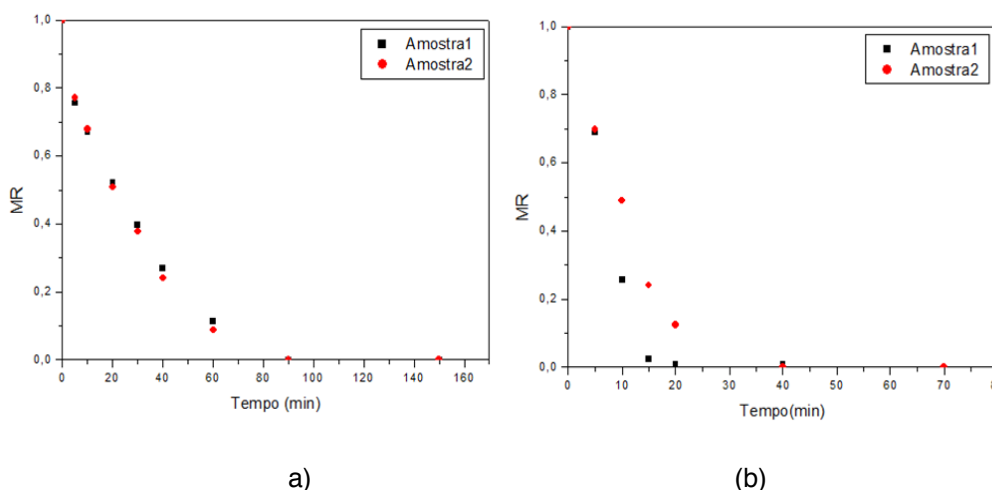 1,0
Amostra1
Amostra2
0,8
0,6
MR
0,4
0,2
0,0
0 20 40 60 80 100 120 140 160
Tempo (min)
a)
1,0
Amostra1
Amostra2
0,8
0,6
MR
0,4
0,2
0,0
0 10 20 30 40 50 60 70
Tempo(min)
(b)